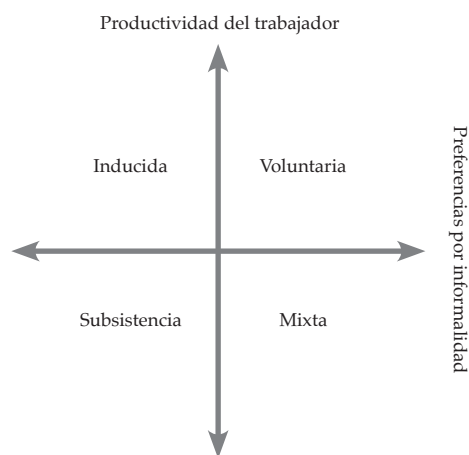 Productividad del trabajador
Inducida
Voluntaria
Preferencias por informalidad
Subsistencia
Mixta